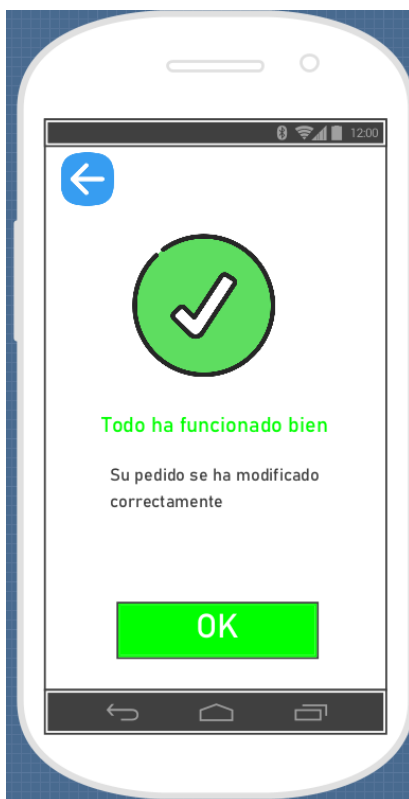 12:00
Todo ha funcionado bien
Su pedido se ha modificado
correctamente
OK